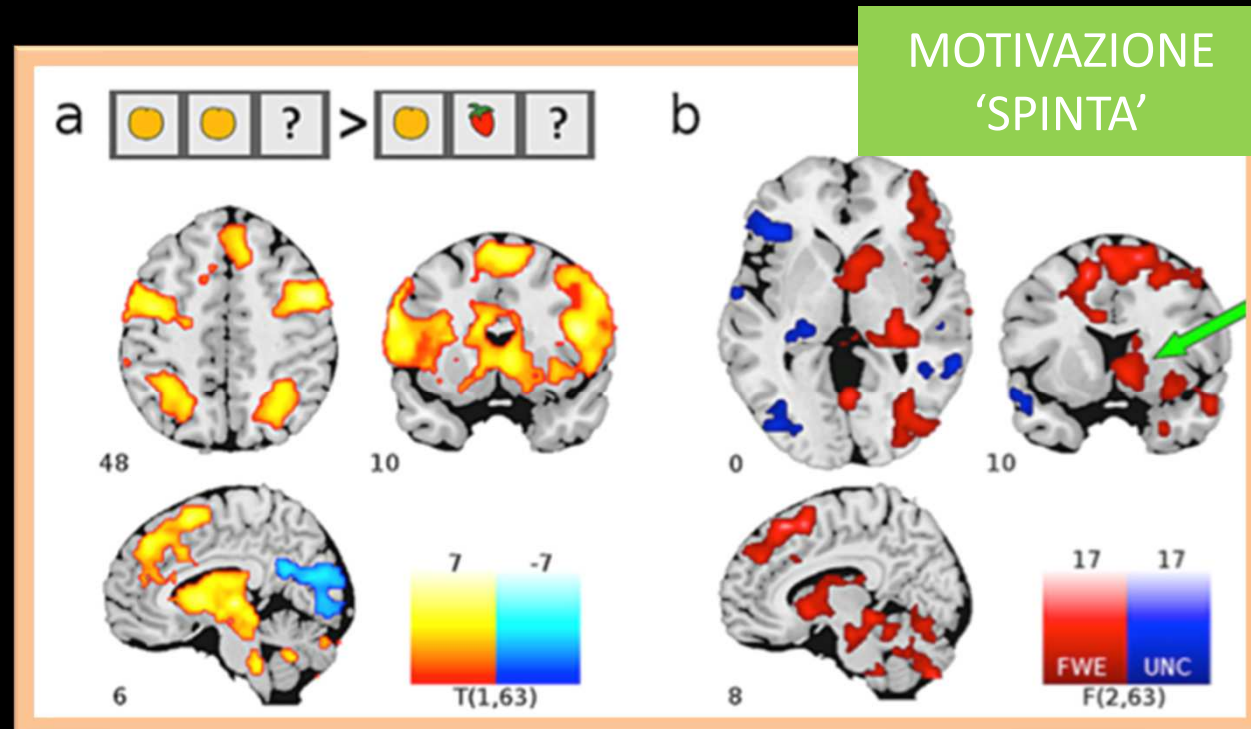 MOTIVAZIONE
‘SPINTA’
a
? > ?
b
48
10
0
10
6
7 -7
T(1,63)
8
17 17
FWE UNC
F(2,63)